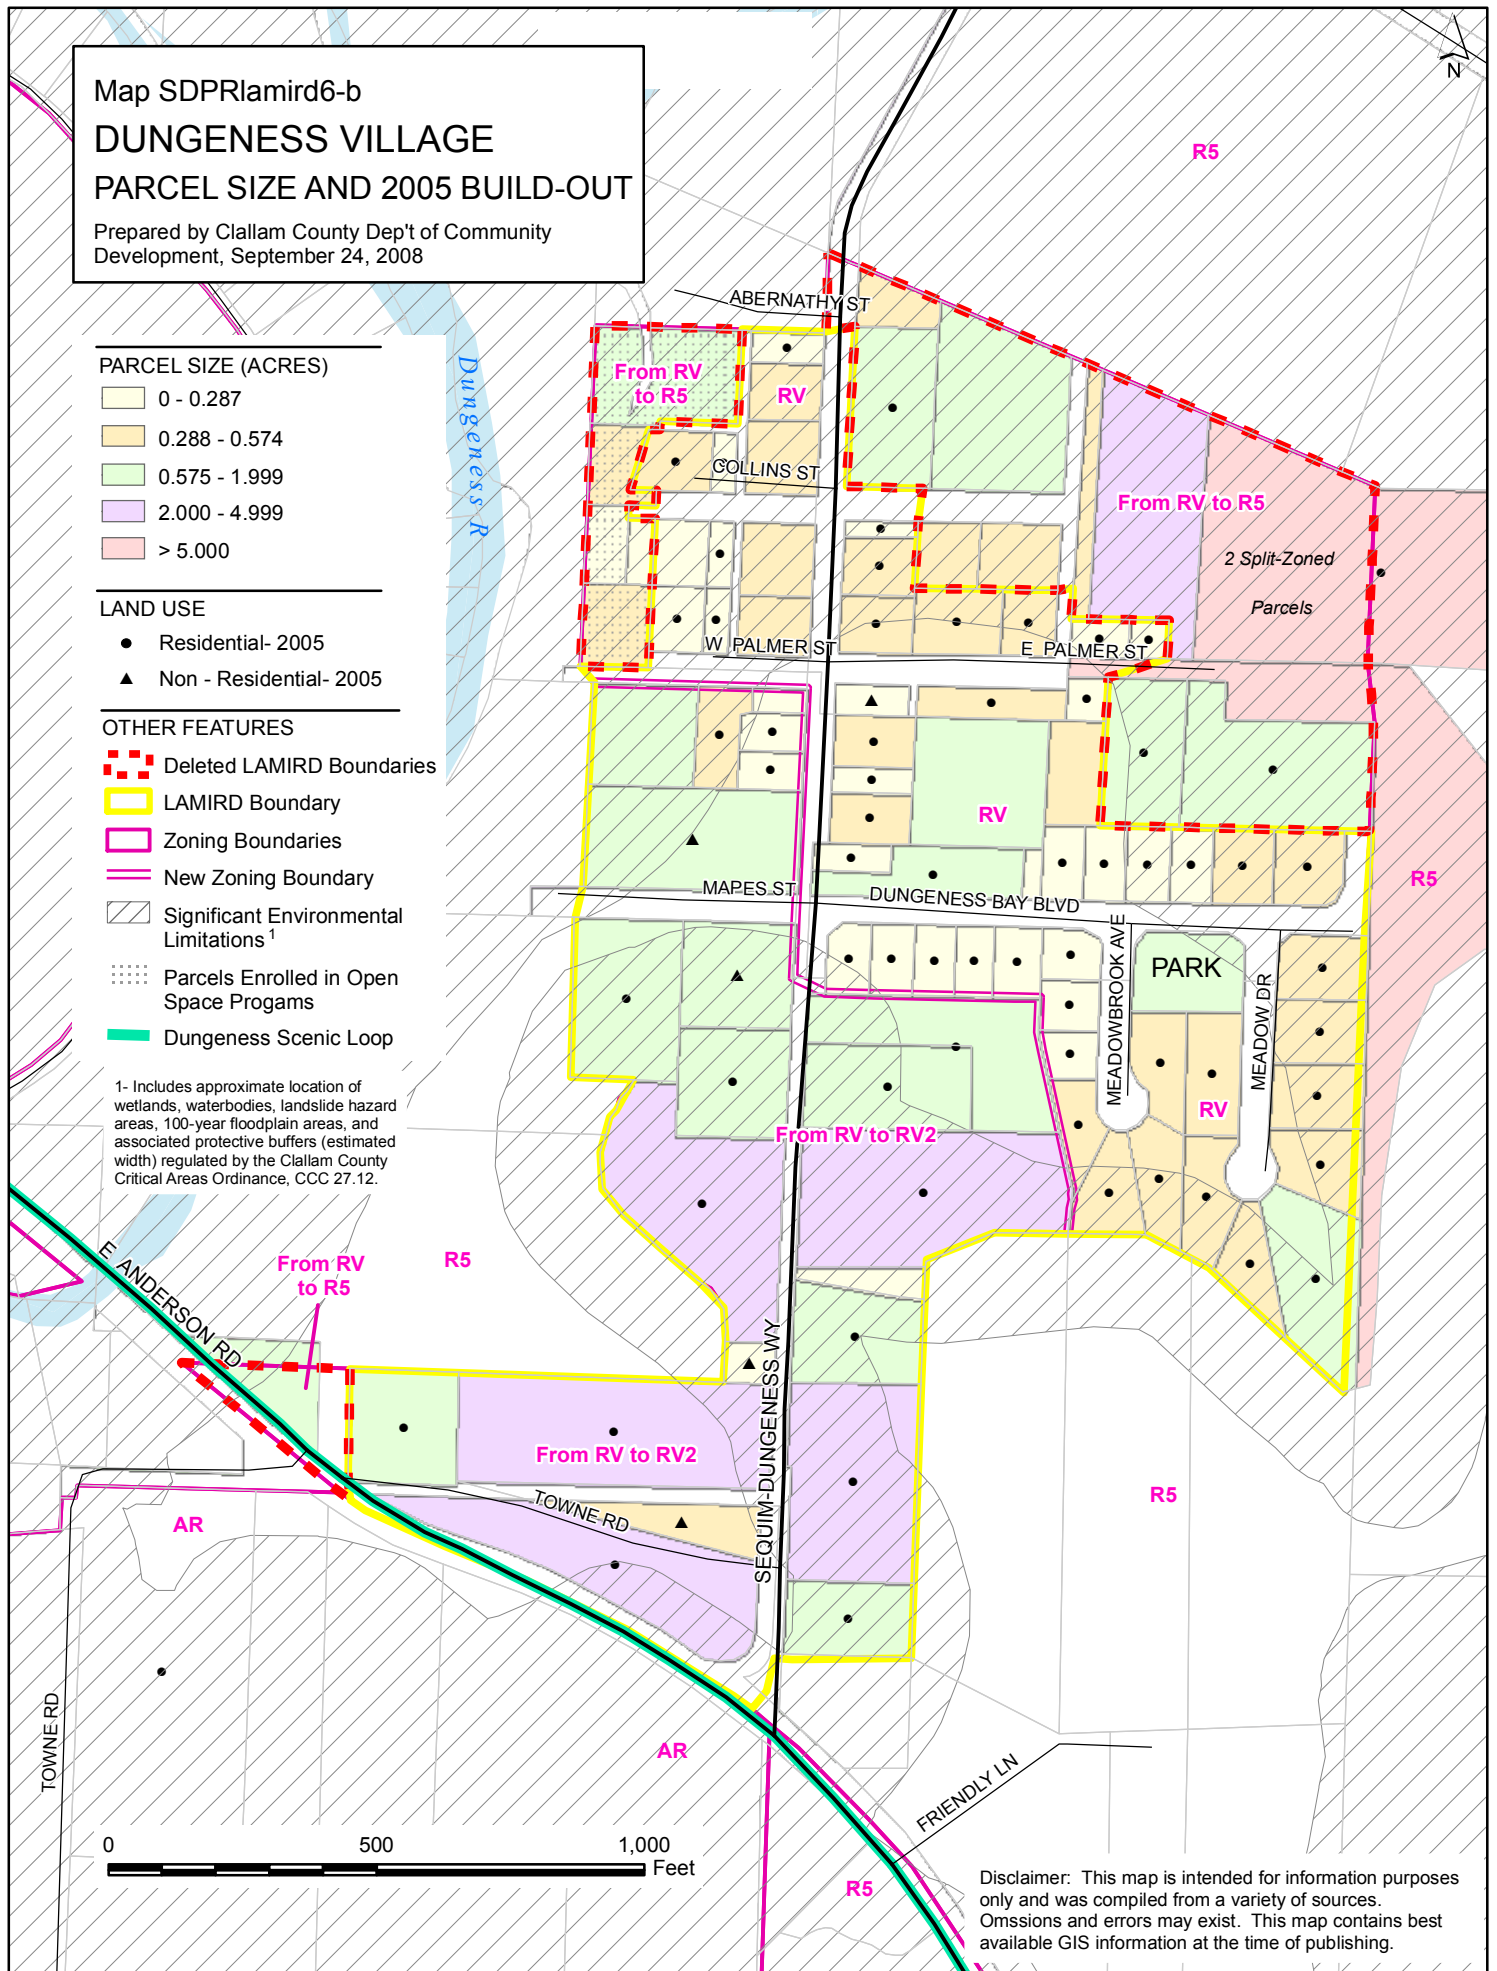 Map SDPRlamird6-b
DUNGENESS VILLAGE
PARCEL SIZE AND 2005 BUILD-OUT
Prepared by Clallam County Dep't of Community
Development, September 24, 2008
N
R5
ABERNATHY ST
PARCEL SIZE (ACRES)
0 - 0.287
0.288 - 0.574
0.575 - 1.999
2.000 - 4.999
> 5.000
LAND USE
Residential- 2005
Non - Residential- 2005
OTHER FEATURES
Deleted LAMIRD Boundaries
LAMIRD Boundary
Zoning Boundaries
New Zoning Boundary
Significant Environmental
Limitations 1
Parcels Enrolled in Open
Space Progams
Dungeness Scenic Loop
1- Includes approximate location of
wetlands, waterbodies, landslide hazard
areas, 100-year floodplain areas, and
associated protective buffers (estimated
width) regulated by the Clallam County
Critical Areas Ordinance, CCC 27.12.
Dungeness R
From RV
to R5
RV
COLLINS ST
From RV to R5
2 Split-Zoned
Parcels
W PALMER ST
E PALMER ST
RV
R5
MAPES ST
DUNGENESS BAY BLVD
MEADOWBROOK AVE
PARK
MEADOW DR
RV
From RV to RV2
R5
From RV
to R5
E ANDERSON RD
SEQUIM-DUNGENESS WY
From RV to RV2
R5
TOWNE RD
AR
TOWNE RD
AR
FRIENDLY LN
R5
0 500 1,000
Feet
Disclaimer: This map is intended for information purposes
only and was compiled from a variety of sources.
Omssions and errors may exist. This map contains best
available GIS information at the time of publishing.